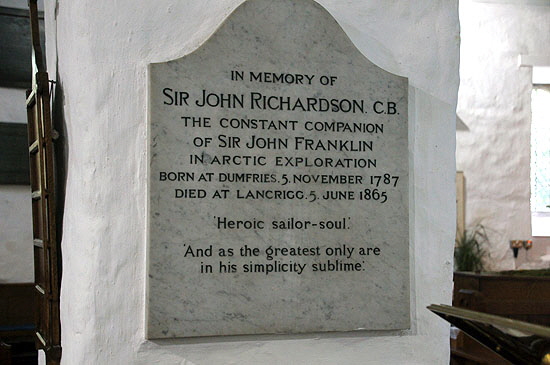 IN MEMORY OF
SIR JOHN RICHARDSON. C.B.
THE CONSTANT COMPANION
OF SIR JOHN FRANKLIN
IN ARCTIC EXPLORATION
BORN AT DUMFRIES. 5. NOVEMBER 1787
DIED AT LANCRIGG. 5. JUNE 1865
'Heroic sailor-soul.'
'And as the greatest only are
in his simplicity sublime.'